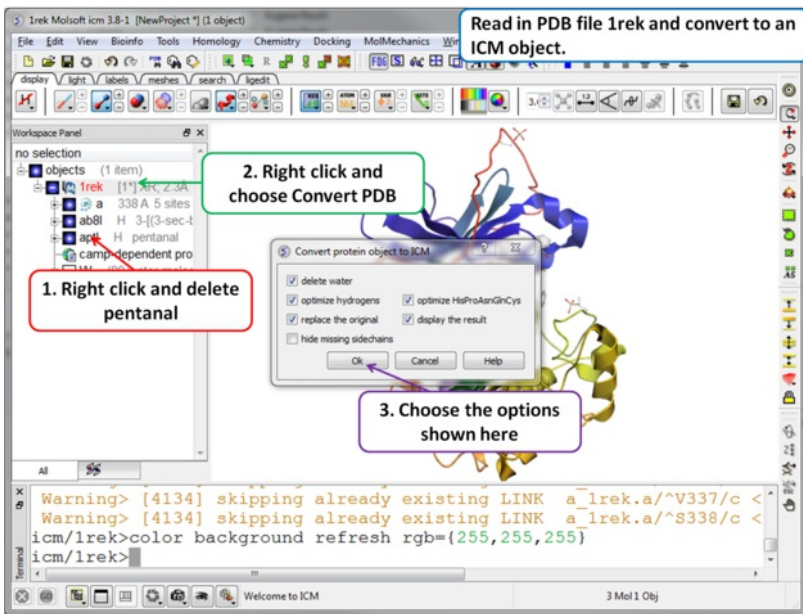 1rek Molsoft icm 3.8-1 [NewProject *] (1 object)
Read in PDB file 1rek and convert to an
ICM object.
File Edit View Bioinfo Tools Homology Chemistry Docking MolMechanics
display light labels meshes search ligedit
Workspace Panel
no selection
objects (1 item)
1rek [1*] XR, 2.3A
a 338 A 5 sites
ab8l H 3-[(3-sec-b
H pentanal
camp-dependent pro
2. Right click and
choose Convert PDB
1. Right click and delete
pentanal
Convert protein object to ICM
delete water
optimize hydrogens optimize HisProAsnGlnCys
replace the original display the result
hide missing sidechains
Ok Cancel Help
3. Choose the options
shown here
All
Warning> [4134] skipping already existing LINK a_1rek.a/^V337/c <
Warning> [4134] skipping already existing LINK a_1rek.a/^S338/c <
icm/1rek>color background refresh rgb={255,255,255}
icm/1rek>
Terminal
Welcome to ICM
3 Mol 1 Obj